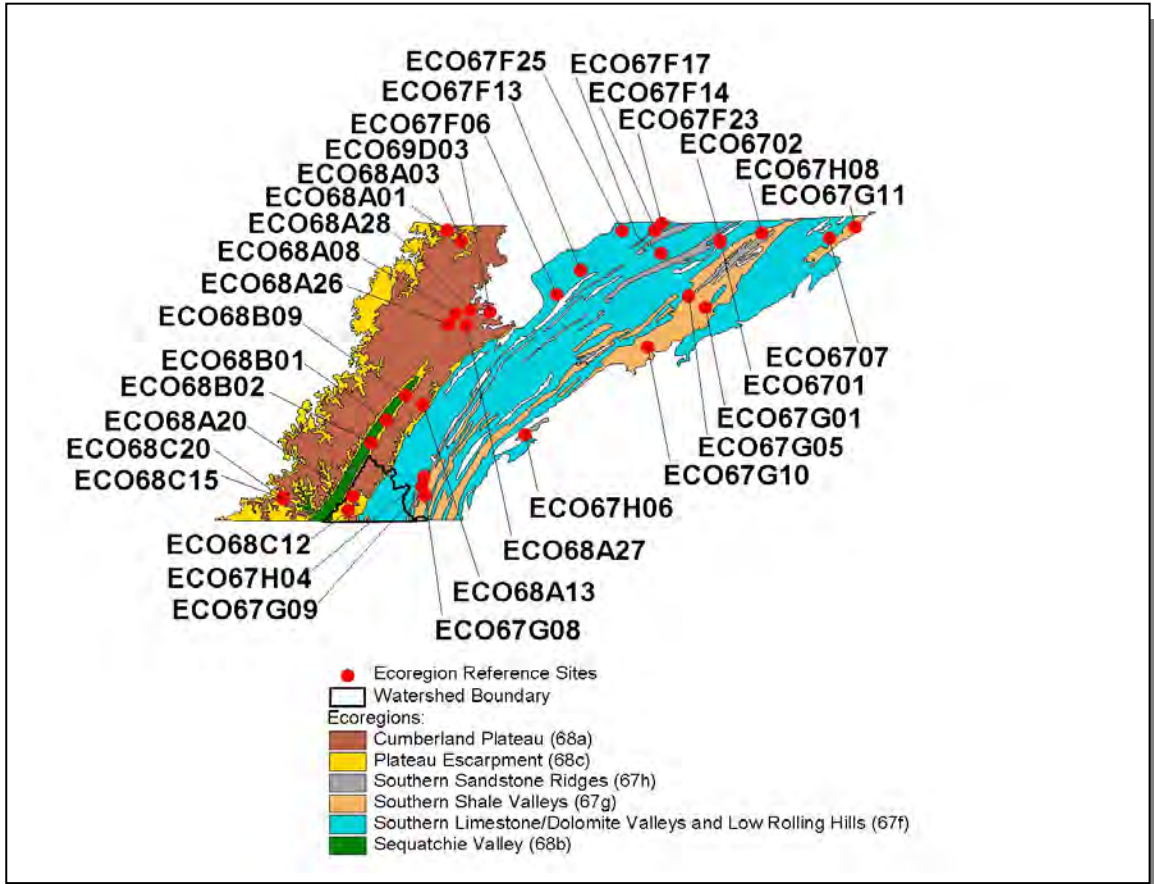 ECO67F25
ECO67F17
ECO67F13
ECO67F14
ECO67F06
ECO67F23
ECO69D03
ECO6702
ECO68A03
ECO67H08
ECO68A01
ECO67G11
ECO68A28
ECO68A08
ECO68A26
ECO68B09
ECO68B01
ECO6707
ECO68B02
ECO6701
ECO68A20
ECO67G01
ECO68C20
ECO67G05
ECO68C15
ECO67G10
ECO67H06
ECO68C12
ECO68A27
ECO67H04
ECO68A13
ECO67G09
ECO67G08
Ecoregion Reference Sites
Watershed Boundary
Ecoregions:
Cumberland Plateau (68a)
Plateau Escarpment (68c)
Southern Sandstone Ridges (67h)
Southern Shale Valleys (67g)
Southern Limestone/Dolomite Valleys and Low Rolling Hills (67f)
Sequatchie Valley (68b)